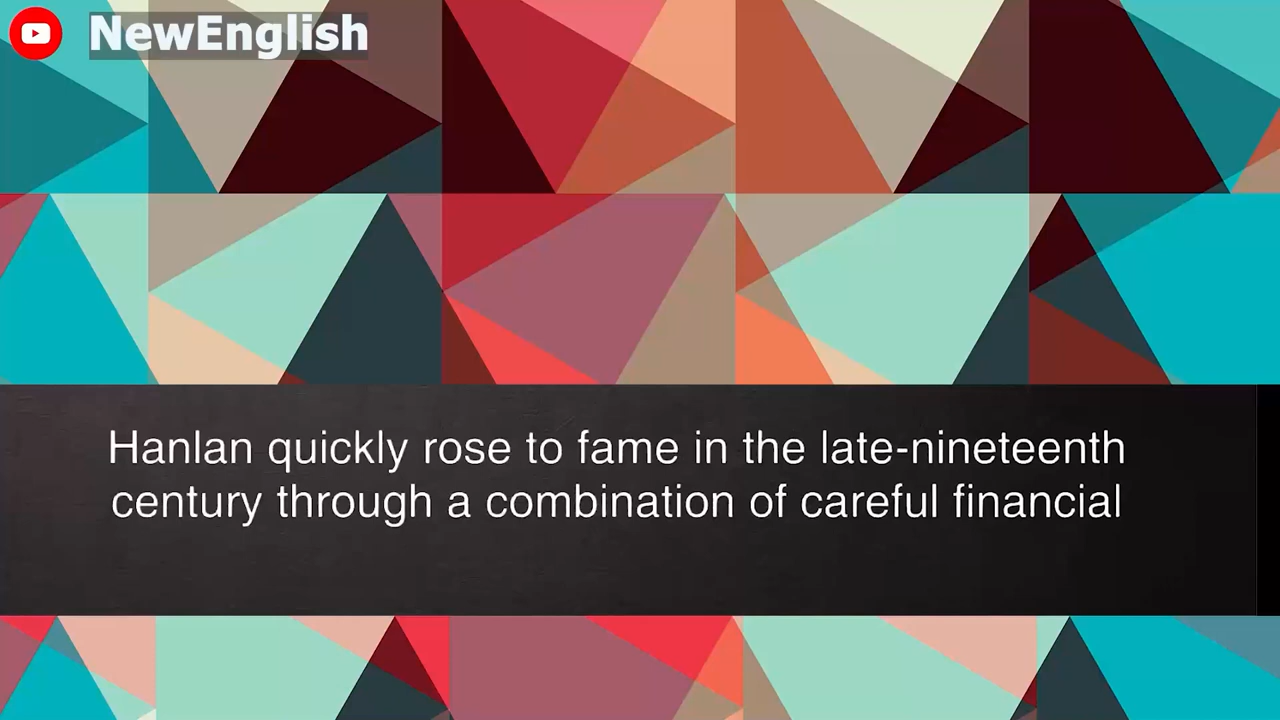 NewEnglish
Hanlan quickly rose to fame in the late-nineteenth
century through a combination of careful financial